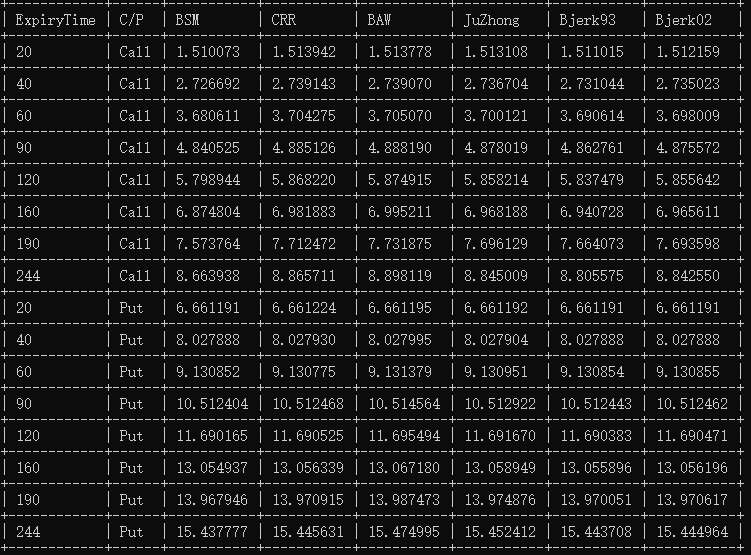 | ExpiryTime | C/P | BSM | CRR | BAW | JuZhong | Bjerk93 | Bjerk02 |
| 20 | Call | 1.510073 | 1.513942 | 1.513778 | 1.513108 | 1.511015 | 1.512159 |
| 40 | Call | 2.726692 | 2.739143 | 2.739070 | 2.736704 | 2.731044 | 2.735023 |
| 60 | Call | 3.680611 | 3.704275 | 3.705070 | 3.700121 | 3.690614 | 3.698009 |
| 90 | Call | 4.840525 | 4.885126 | 4.888190 | 4.878019 | 4.862761 | 4.875572 |
| 120 | Call | 5.798944 | 5.868220 | 5.874915 | 5.858214 | 5.837479 | 5.855642 |
| 160 | Call | 6.874804 | 6.981883 | 6.995211 | 6.968188 | 6.940728 | 6.965611 |
| 190 | Call | 7.573764 | 7.712472 | 7.731875 | 7.696129 | 7.664073 | 7.693598 |
| 244 | Call | 8.663938 | 8.865711 | 8.898119 | 8.845009 | 8.805575 | 8.842550 |
| 20 | Put | 6.661191 | 6.661224 | 6.661195 | 6.661192 | 6.661191 | 6.661191 |
| 40 | Put | 8.027888 | 8.027930 | 8.027995 | 8.027904 | 8.027888 | 8.027888 |
| 60 | Put | 9.130852 | 9.130775 | 9.131379 | 9.130951 | 9.130854 | 9.130855 |
| 90 | Put | 10.512404 | 10.512468 | 10.514564 | 10.512922 | 10.512443 | 10.512462 |
| 120 | Put | 11.690165 | 11.690525 | 11.695494 | 11.691670 | 11.690383 | 11.690471 |
| 160 | Put | 13.054937 | 13.056339 | 13.067180 | 13.058949 | 13.055896 | 13.056196 |
| 190 | Put | 13.967946 | 13.970915 | 13.987473 | 13.974876 | 13.970051 | 13.970617 |
| 244 | Put | 15.437777 | 15.445631 | 15.474995 | 15.452412 | 15.443708 | 15.444964 |